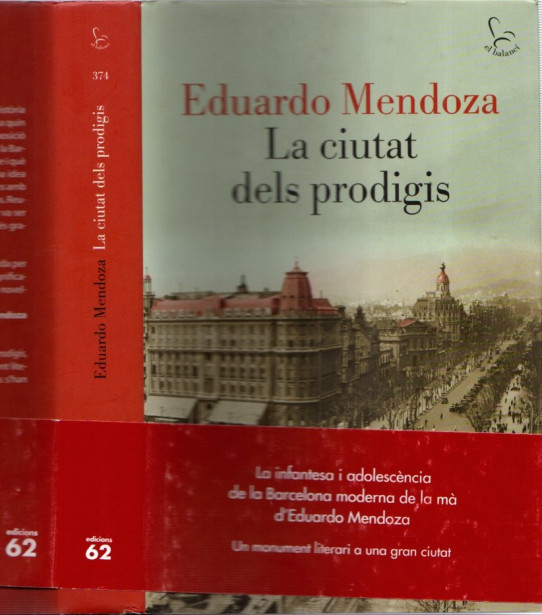 el balancí
Eduardo Mendoza
La ciutat
dels prodigis
La infantesa i adolescència
de la Barcelona moderna de la mà
d'Eduardo Mendoza
Un monument literari a una gran ciutat
374
Eduardo Mendoza La ciutat dels prodigis
edicions
62
edicions
62